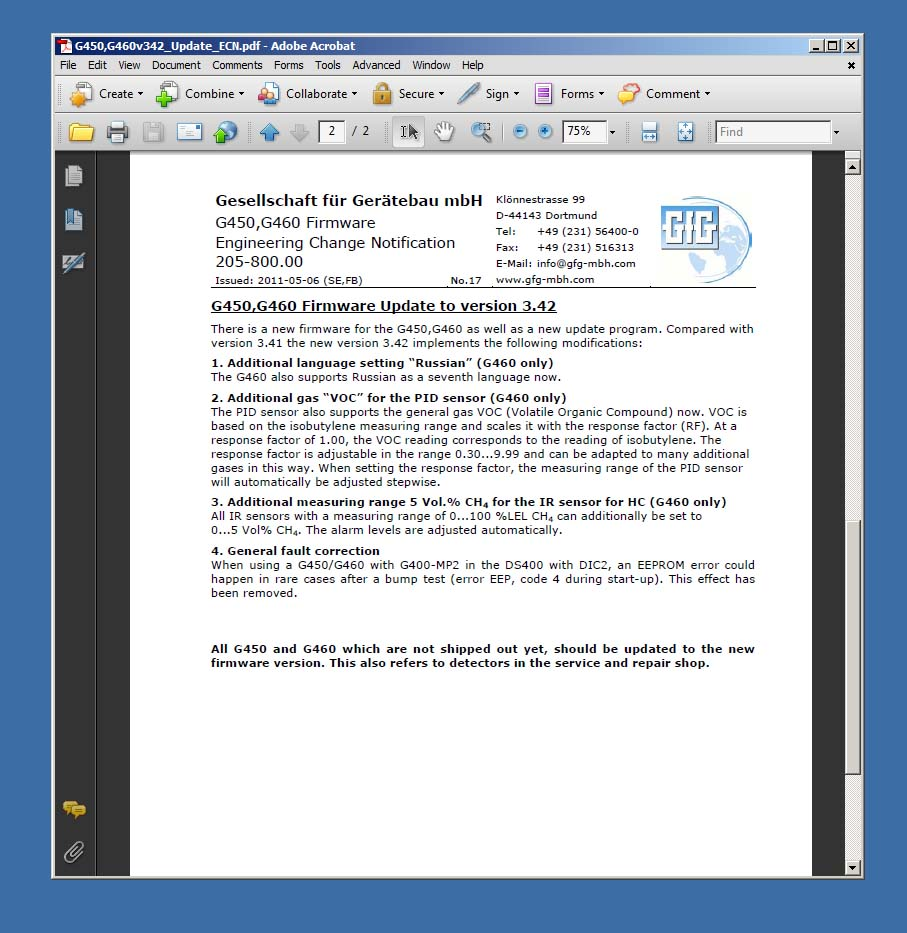 G450,G460v342_Update_ECN.pdf - Adobe Acrobat
File Edit View Document Comments Forms Tools Advanced Window Help
Create Combine Collaborate Secure Sign Forms Comment
2 / 2 75% Find
Gesellschaft für Gerätebau mbH
G450,G460 Firmware
Engineering Change Notification
205-800.00
Issued: 2011-05-06 (SE,FB) No.17
Klönnestrasse 99
D-44143 Dortmund
Tel: +49 (231) 56400-0
Fax: +49 (231) 516313
E-Mail: info@gfg-mbh.com
www.gfg-mbh.com
GfG
G450,G460 Firmware Update to version 3.42
There is a new firmware for the G450,G460 as well as a new update program. Compared with
version 3.41 the new version 3.42 implements the following modifications:
1. Additional language setting “Russian” (G460 only)
The G460 also supports Russian as a seventh language now.
2. Additional gas “VOC” for the PID sensor (G460 only)
The PID sensor also supports the general gas VOC (Volatile Organic Compound) now. VOC is
based on the isobutylene measuring range and scales it with the response factor (RF). At a
response factor of 1.00, the VOC reading corresponds to the reading of isobutylene. The
response factor is adjustable in the range 0.30...9.99 and can be adapted to many additional
gases in this way. When setting the response factor, the measuring range of the PID sensor
will automatically be adjusted stepwise.
3. Additional measuring range 5 Vol.% CH₄ for the IR sensor for HC (G460 only)
All IR sensors with a measuring range of 0...100 %LEL CH₄ can additionally be set to
0...5 Vol% CH₄. The alarm levels are adjusted automatically.
4. General fault correction
When using a G450/G460 with G400-MP2 in the DS400 with DIC2, an EEPROM error could
happen in rare cases after a bump test (error EEP, code 4 during start-up). This effect has
been removed.
All G450 and G460 which are not shipped out yet, should be updated to the new
firmware version. This also refers to detectors in the service and repair shop.